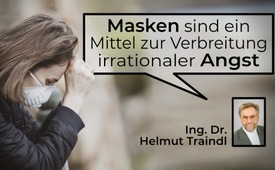 Masken sind ein
Mittel zur Verbreitung
irrationaler Angst
Ing. Dr.
Helmut Traindl